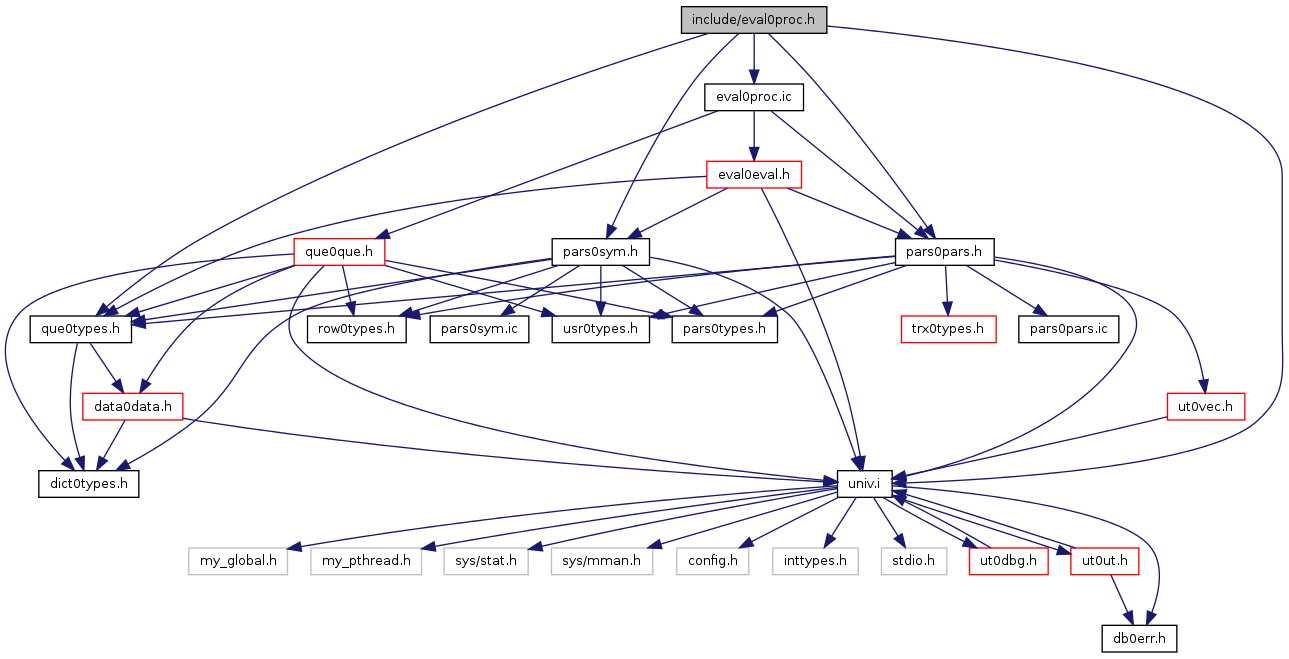 include/eval0proc.h
eval0proc.ic
eval0eval.h
que0que.h
pars0sym.h
pars0pars.h
que0types.h
row0types.h
pars0sym.ic
usr0types.h
pars0types.h
trx0types.h
pars0pars.ic
data0data.h
ut0vec.h
dict0types.h
univ.i
my_global.h
my_pthread.h
sys/stat.h
sys/mman.h
config.h
inttypes.h
stdio.h
ut0dbg.h
ut0ut.h
db0err.h